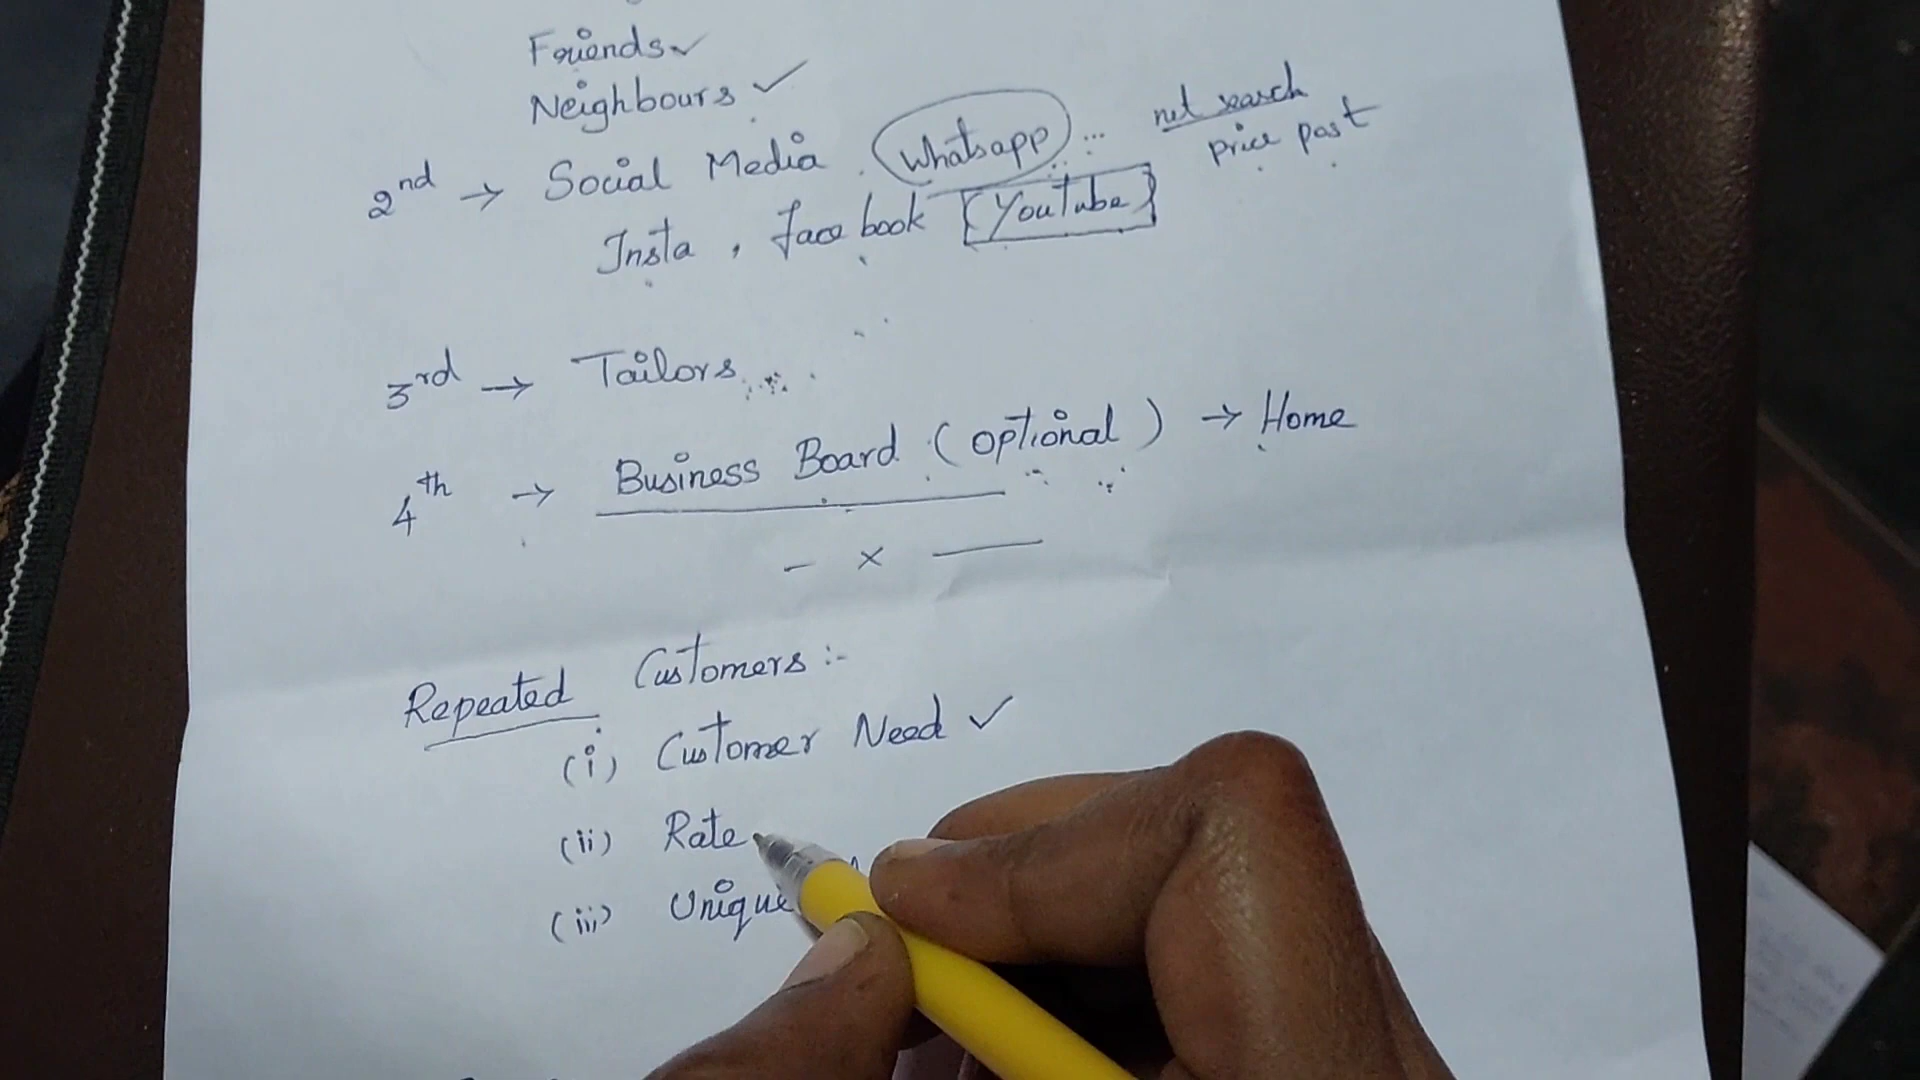 Friends ✓
Neighbours ✓
2nd → Social Media. Whatsapp ... net search
price post
Insta, face book [YouTube]
3rd → Tailors...
4th → Business Board (optional) → Home
— x —
Repeated Customers :-
(i) Customer Need ✓
(ii) Rate
(iii) Unique